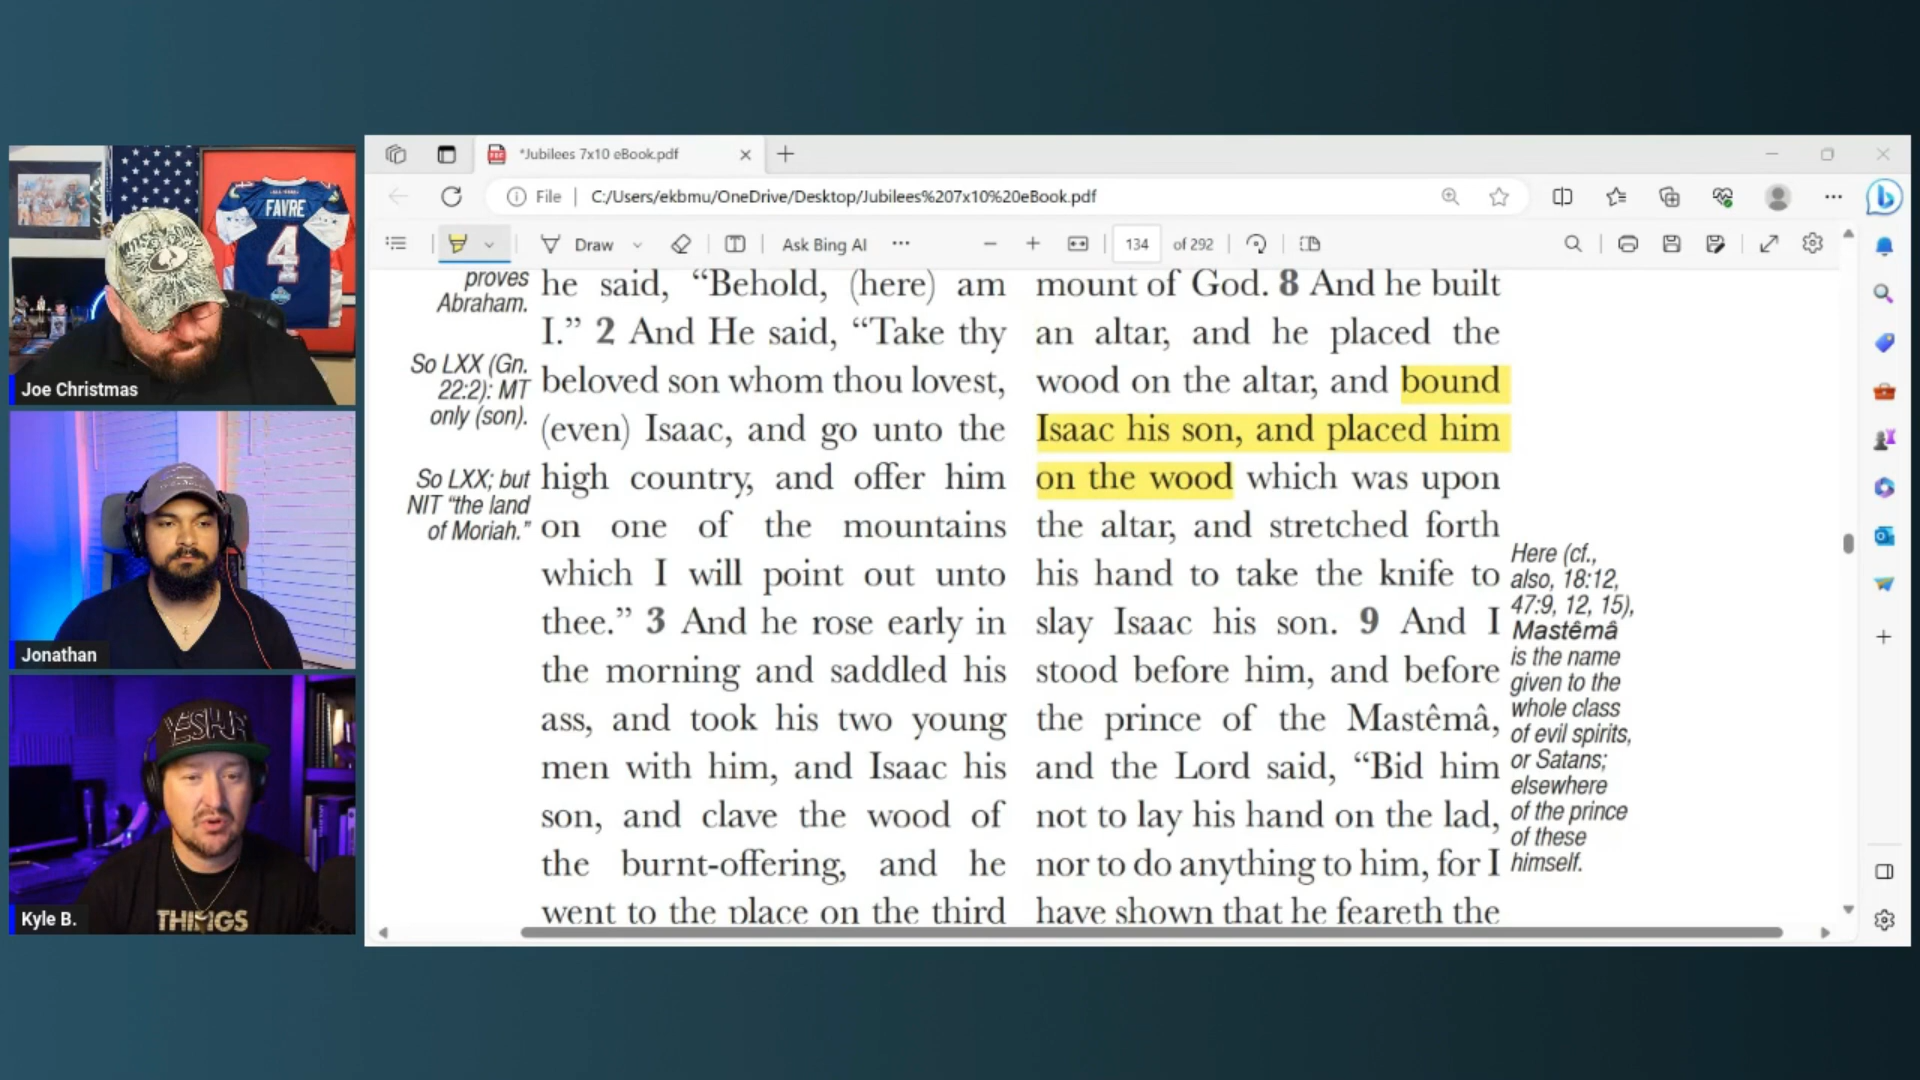 FAVRE
4
Joe Christmas
Jonathan
THINGS
Kyle B.
*Jubilees 7x10 eBook.pdf
File
C:/Users/ekbmu/OneDrive/Desktop/Jubilees%207x10%20eBook.pdf
Draw
Ask Bing AI
134
of 292
proves
Abraham.
So LXX (Gn.
22:2): MT
only (son).
So LXX; but
NIT “the land
of Moriah.”
he said, “Behold, (here) am
I.” 2 And He said, “Take thy
beloved son whom thou lovest,
(even) Isaac, and go unto the
high country, and offer him
on one of the mountains
which I will point out unto
thee.” 3 And he rose early in
the morning and saddled his
ass, and took his two young
men with him, and Isaac his
son, and clave the wood of
the burnt-offering, and he
went to the place on the third
mount of God. 8 And he built
an altar, and he placed the
wood on the altar, and bound
Isaac his son, and placed him
on the wood which was upon
the altar, and stretched forth
his hand to take the knife to
slay Isaac his son. 9 And I
stood before him, and before
the prince of the Mastêmâ,
and the Lord said, “Bid him
not to lay his hand on the lad,
nor to do anything to him, for I
have shown that he feareth the
Here (cf.,
also, 18:12,
47:9, 12, 15),
Mastêmâ
is the name
given to the
whole class
of evil spirits,
or Satans;
elsewhere
of the prince
of these
himself.